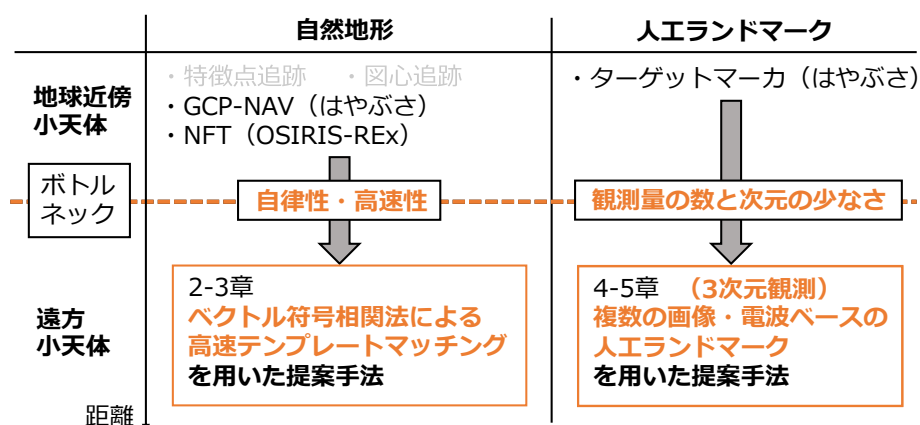 自然地形
人工ランドマーク
地球近傍
小天体
・特徴点追跡 ・図心追跡
・GCP-NAV（はやぶさ）
・NFT（OSIRIS-REx）
・ターゲットマーカ（はやぶさ）
ボトル
ネック
自律性・高速性
観測量の数と次元の少なさ
遠方
小天体
2-3章
ベクトル符号相関法による
高速テンプレートマッチング
を用いた提案手法
4-5章 （3次元観測）
複数の画像・電波ベースの
人工ランドマーク
を用いた提案手法
距離